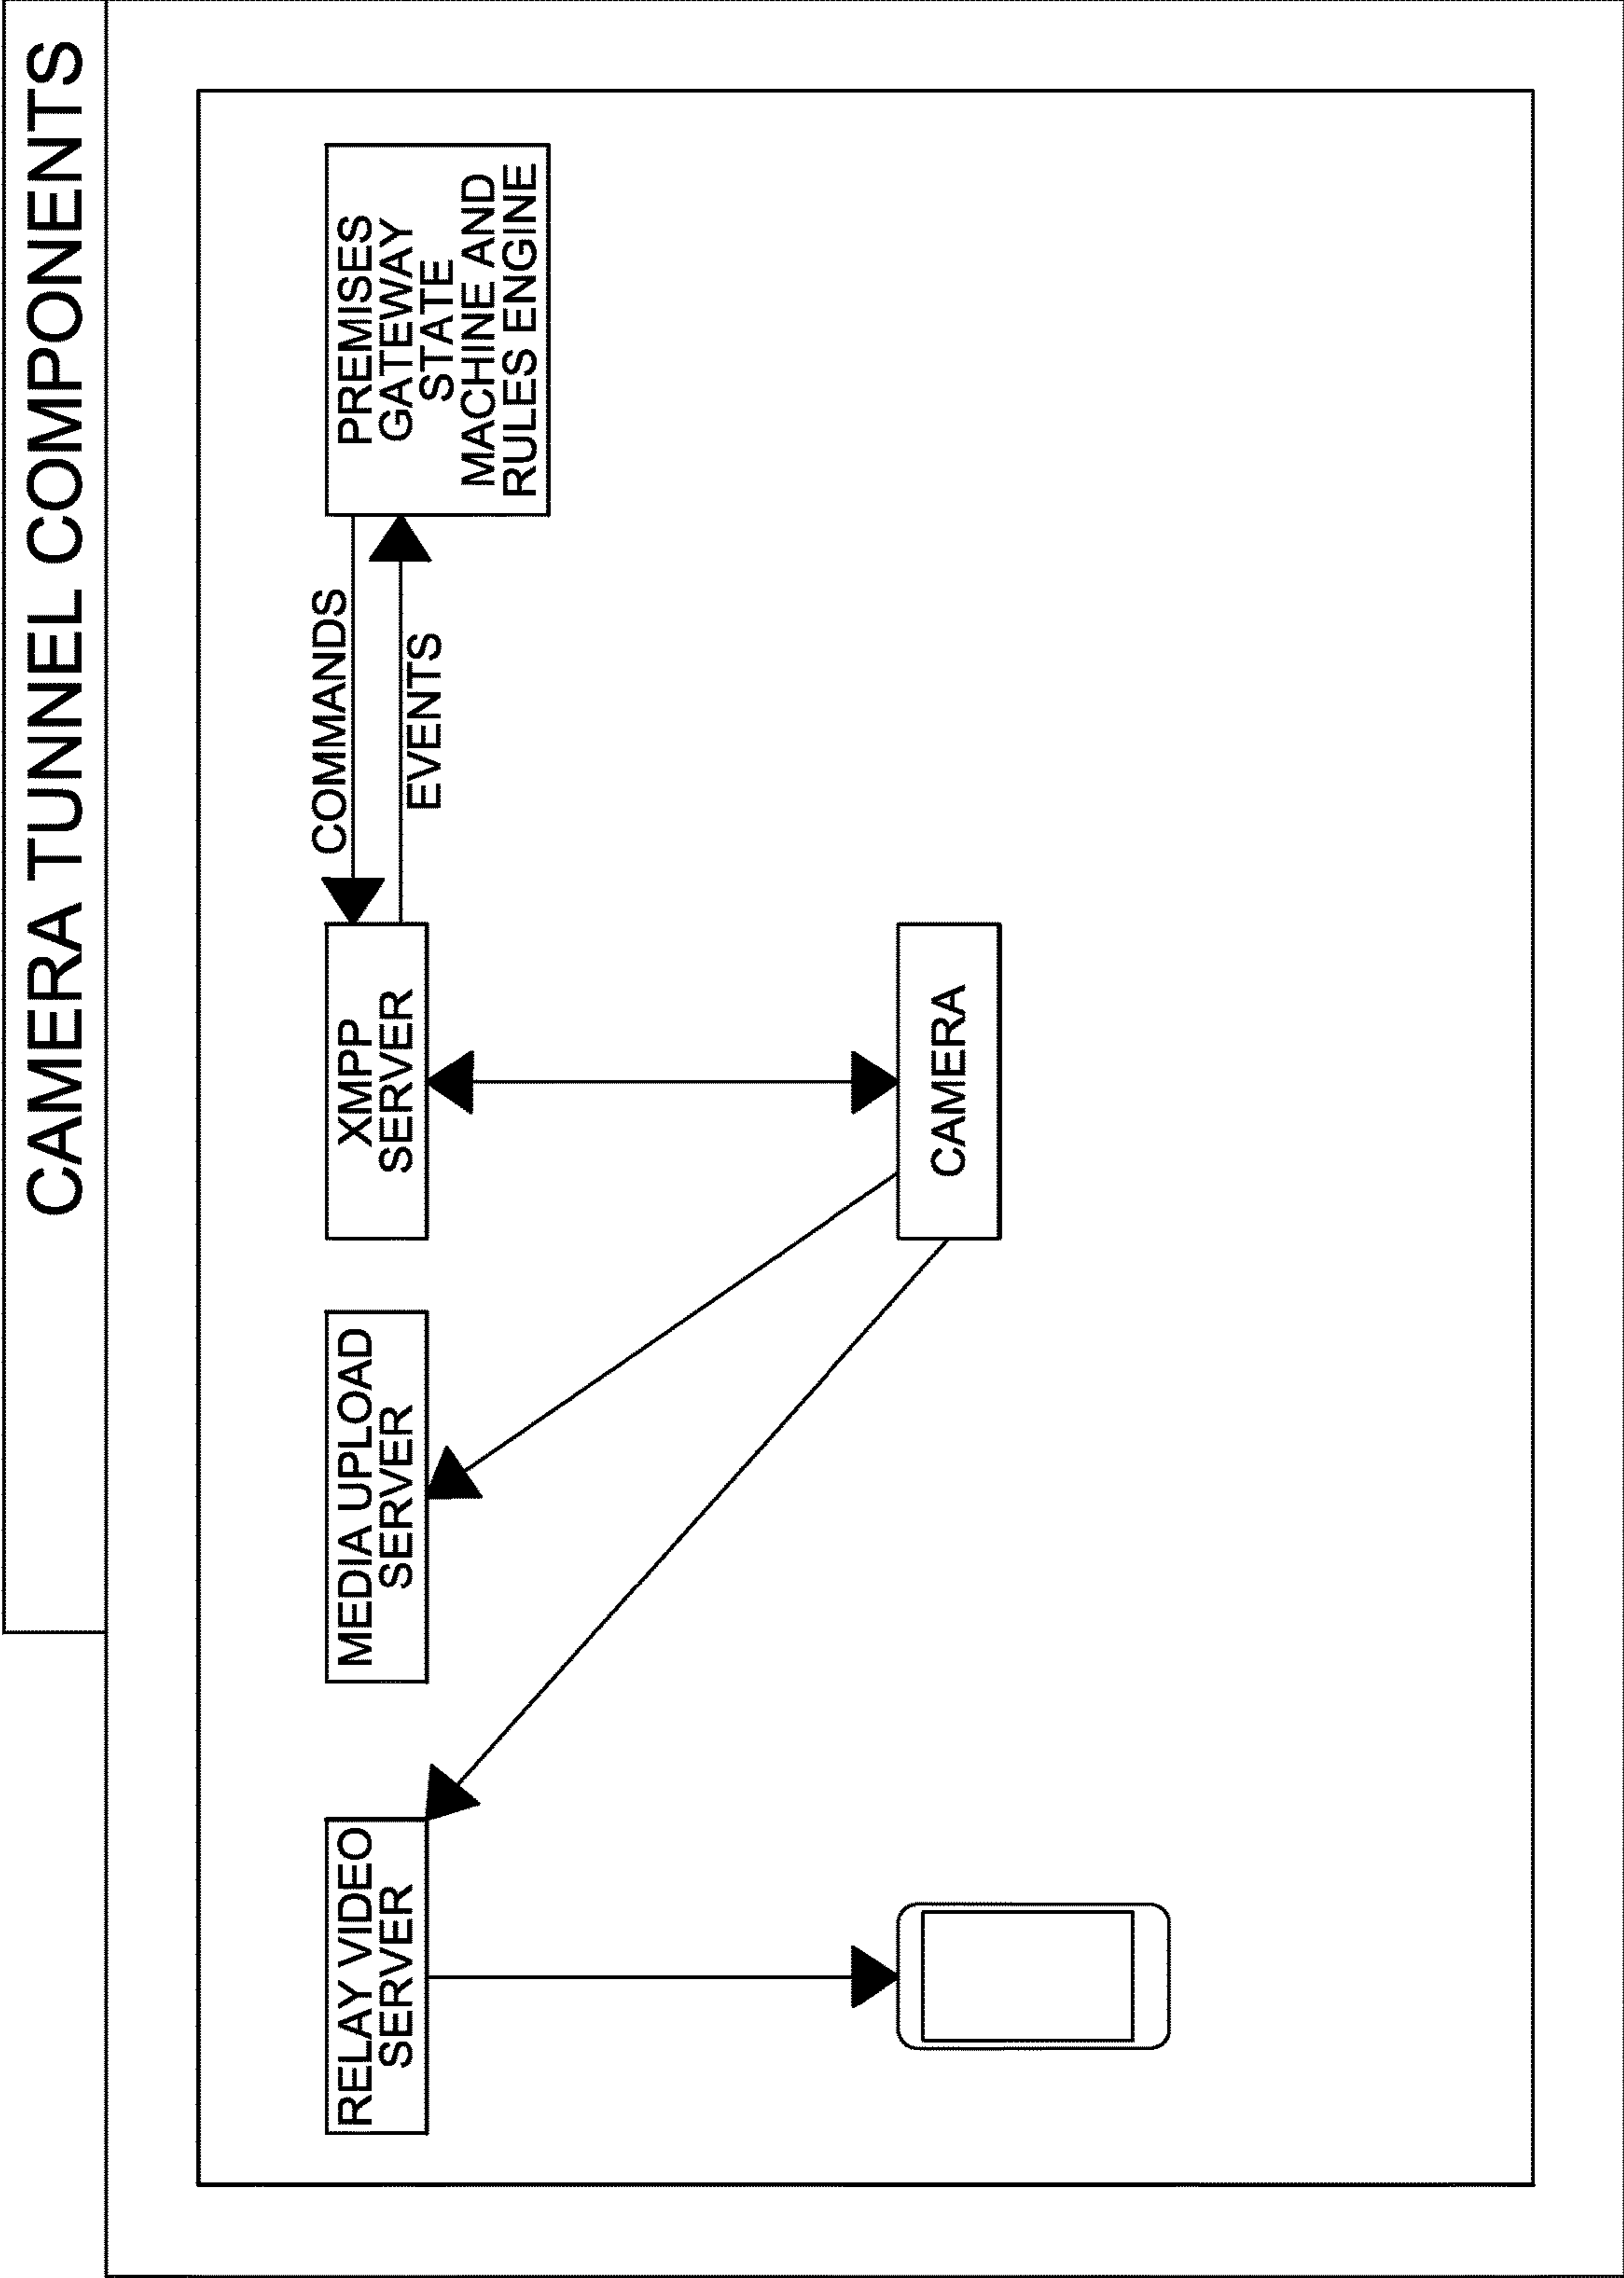 CAMERA TUNNEL COMPONENTS
RELAY VIDEO
SERVER
MEDIA UPLOAD
SERVER
XMPP
SERVER
COMMANDS
EVENTS
PREMISES
GATEWAY
STATE
MACHINE AND
RULES ENGINE
CAMERA